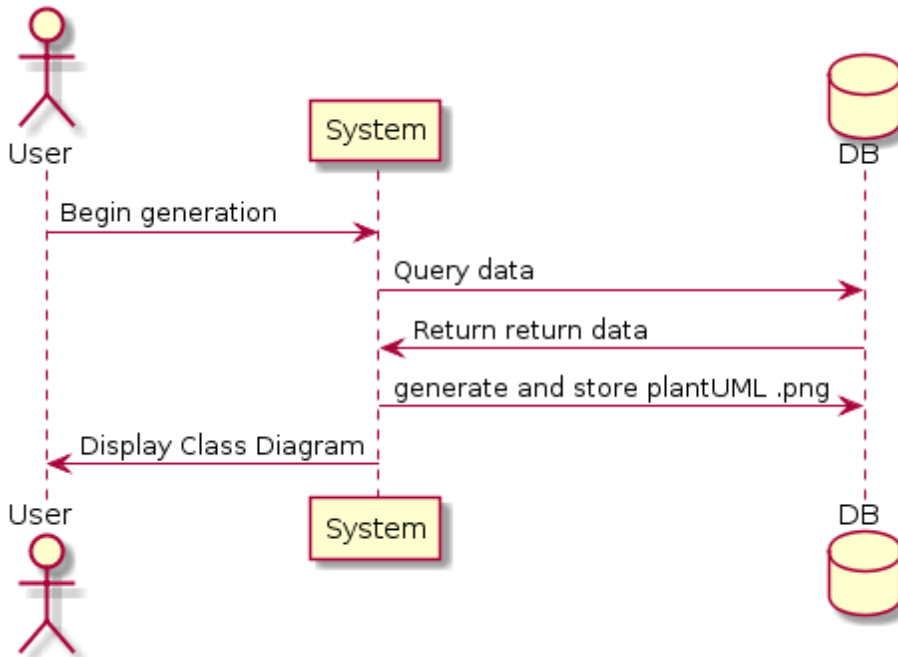 User
System
DB
Begin generation
Query data
Return return data
generate and store plantUML .png
Display Class Diagram
User
System
DB